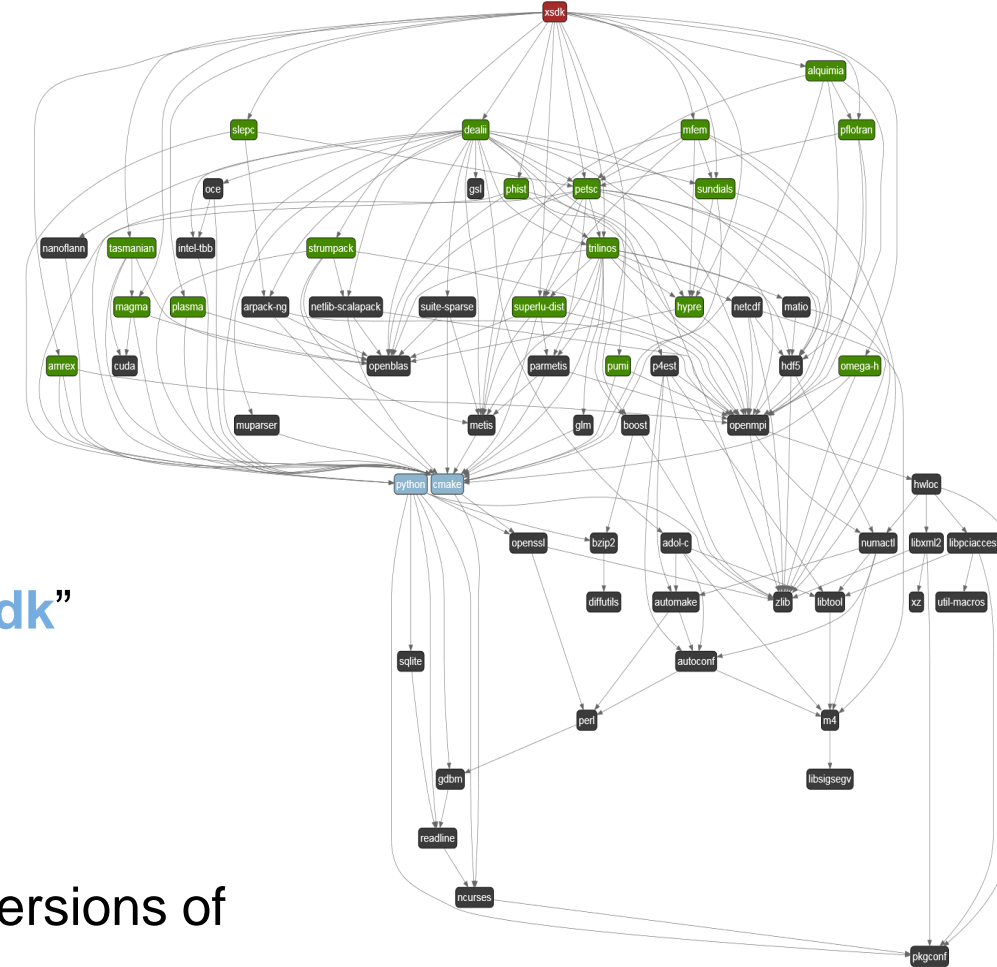 xsdk
alquimia
slepc
dealii
mfem
pflotran
oce
gsl
phist
petsc
sundials
nanoflann
tasmanian
intel-tbb
strumpack
trilinos
magma
plasma
arpack-ng
netlib-scalapack
suite-sparse
superlu-dist
hypre
netcdf
matio
amrex
cuda
openblas
parmetis
pumi
p4est
hdf5
omega-h
muparser
metis
glm
boost
openmpi
python
cmake
hwloc
openssl
bzip2
adol-c
numactl
libxml2
libpciacces
diffutils
automake
zlib
libtool
xz
util-macros
dk”
sqlite
autoconf
perl
m4
gdbm
libsigsegv
readline
ncurses
ersions of
pkgconf